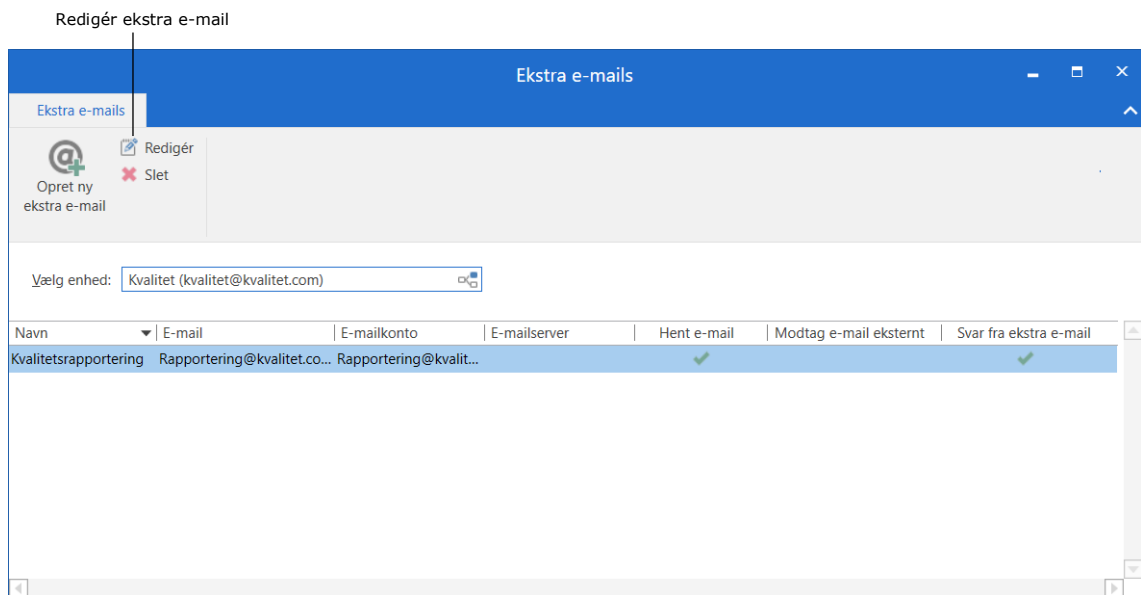 Redigér ekstra e-mail
Ekstra e-mails
Ekstra e-mails
Opret ny
ekstra e-mail
Redigér
Slet
Vælg enhed: Kvalitet (kvalitet@kvalitet.com)
Navn E-mail E-mailkonto E-mailserver Hent e-mail Modtag e-mail eksternt Svar fra ekstra e-mail
Kvalitetsrapportering Rapportering@kvalitet.co... Rapportering@kvalit...